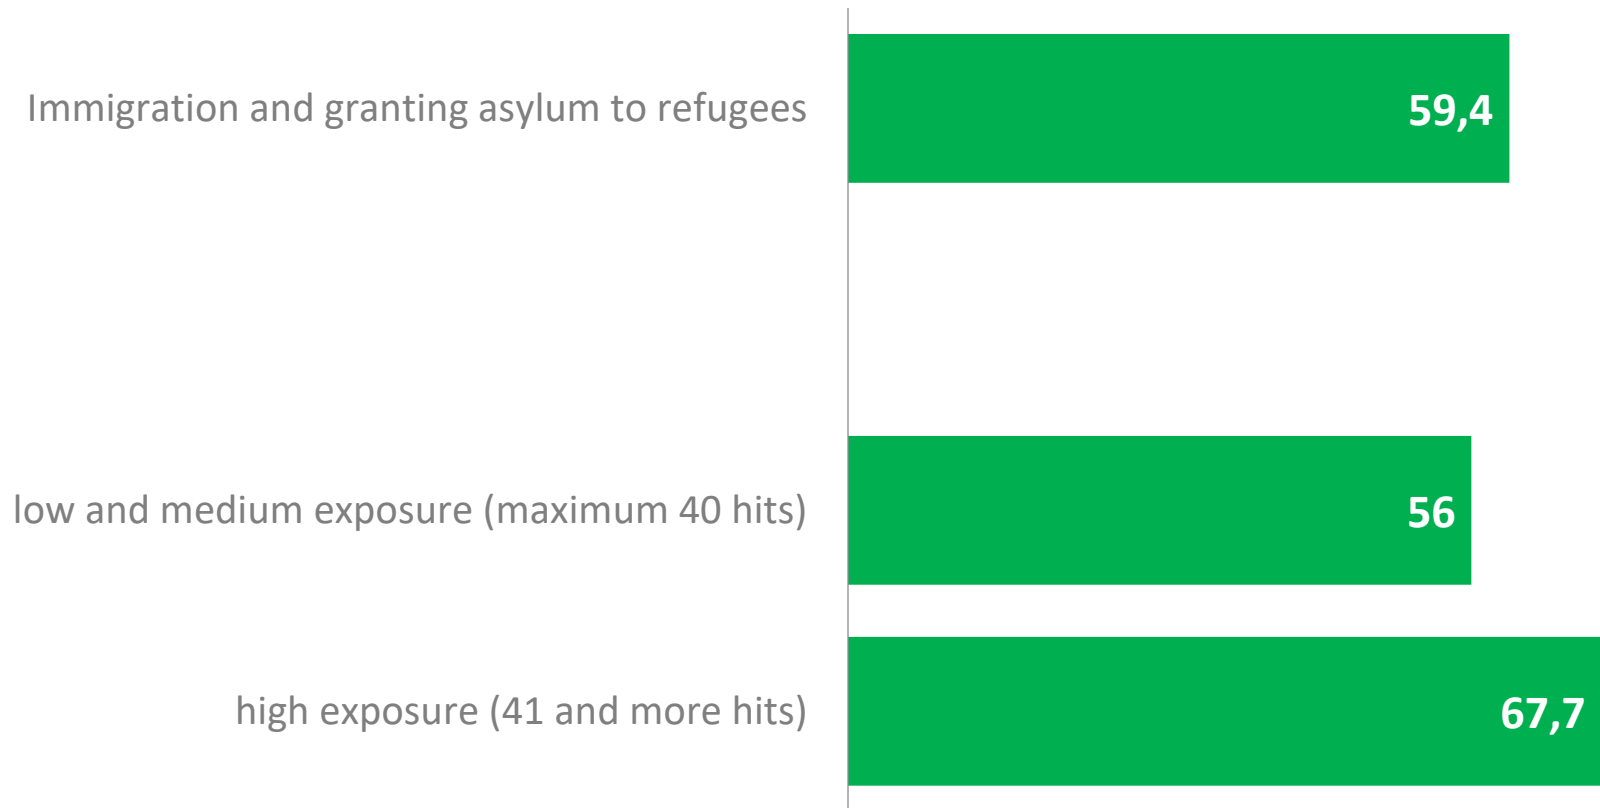 Immigration and granting asylum to refugees 59,4
low and medium exposure (maximum 40 hits) 56
high exposure (41 and more hits) 67,7